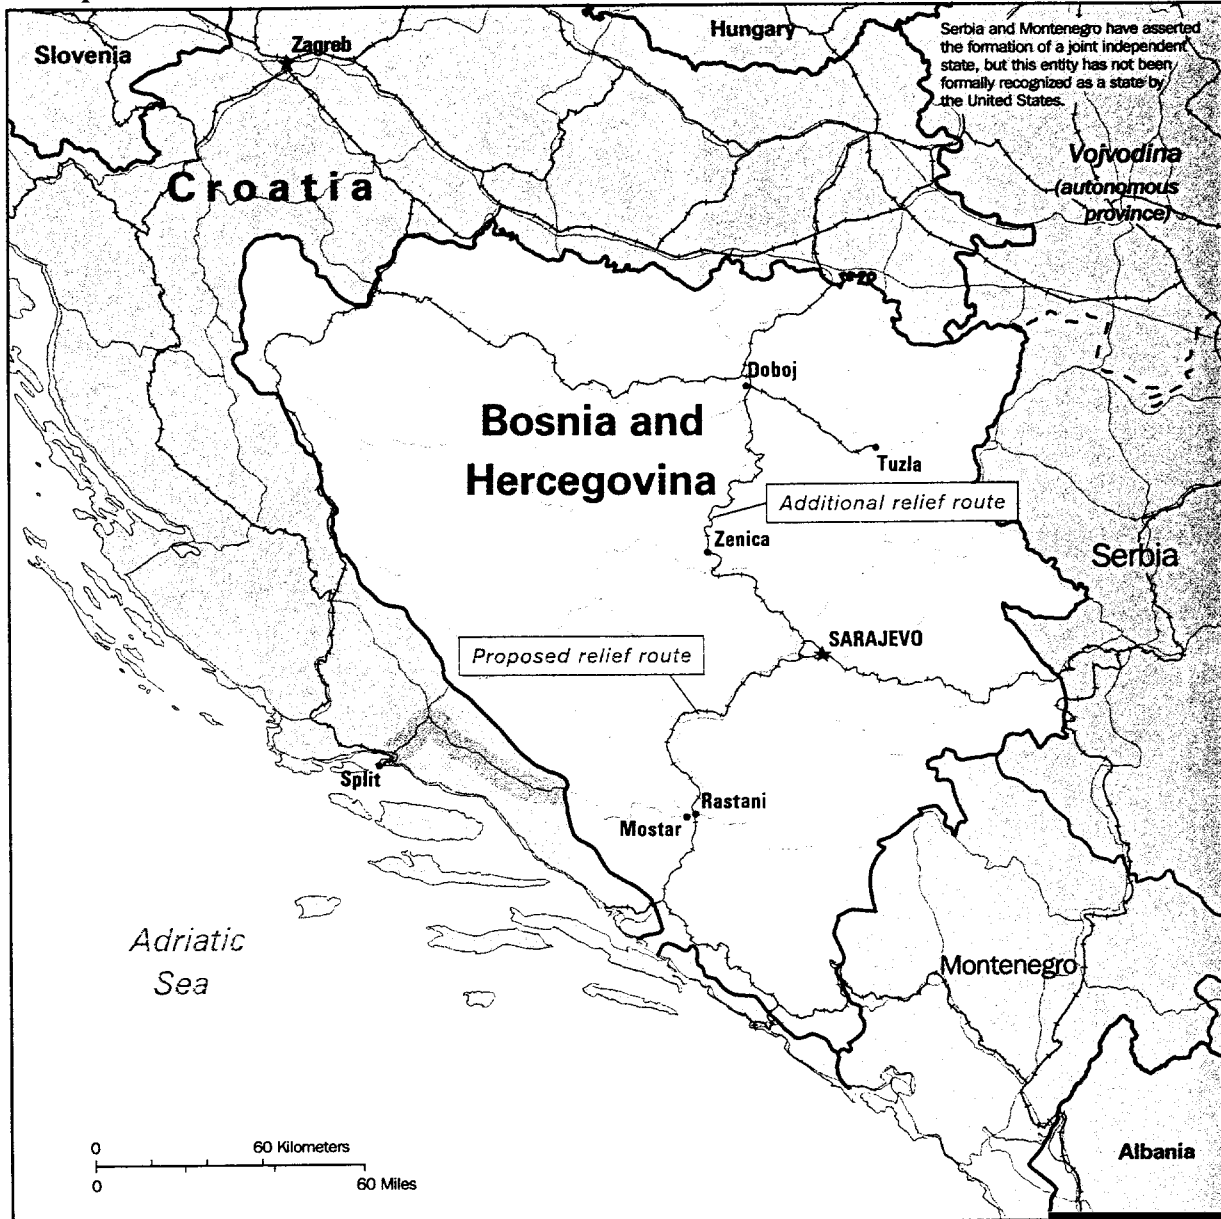 Slovenia
Zagreb
Hungary
Serbia and Montenegro have asserted
the formation of a joint independent
state, but this entity has not been
formally recognized as a state by
the United States.
Vojvodina
(autonomous
province)
Croatia
Doboj
Bosnia and
Hercegovina
Tuzla
Additional relief route
Zenica
Serbia
SARAJEVO
Proposed relief route
Split
Rastani
Mostar
Adriatic
Sea
Montenegro
0
60 Kilometers
0
60 Miles
Albania